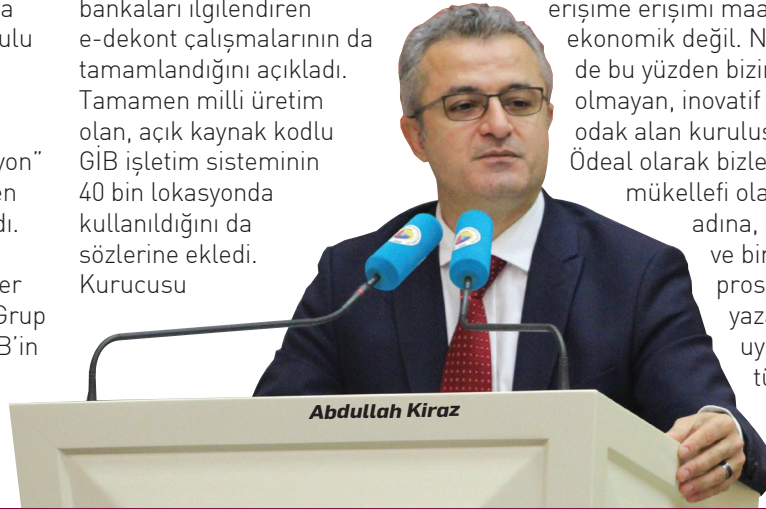 a
ulu
yon”
en
dı.
er
Grup
B’in
bankaları ilgilendiren
e-dekont çalışmalarının da
tamamlandığını açıkladı.
Tamamen milli üretim
olan, açık kaynak kodlu
GİB işletim sisteminin
40 bin lokasyonda
kullanıldığını da
sözlerine ekledi.
Kurucusu
erişime erişimi maa
ekonomik değil. N
de bu yüzden bizin
olmayan, inovatif
odak alan kuruluş
Ödeal olarak bizle
mükellefi ola
adına,
ve bir
pros
yaza
uy
tü
Abdullah Kiraz